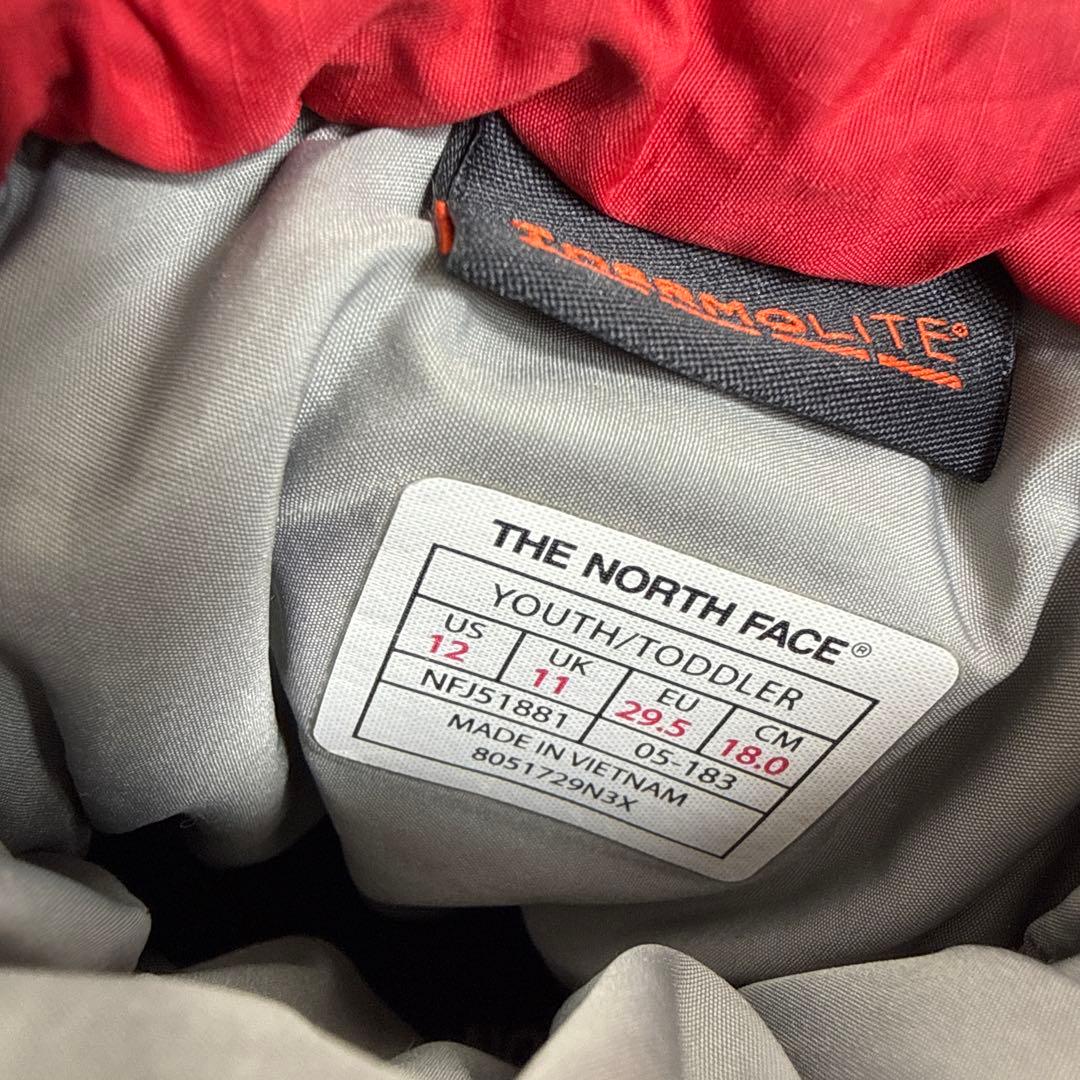 ThermoLITE®
THE NORTH FACE®
YOUTH/TODDLER
US UK EU CM
12 11 29.5 18.0
NFJ51881 05-183
MADE IN VIETNAM
8051729N3X